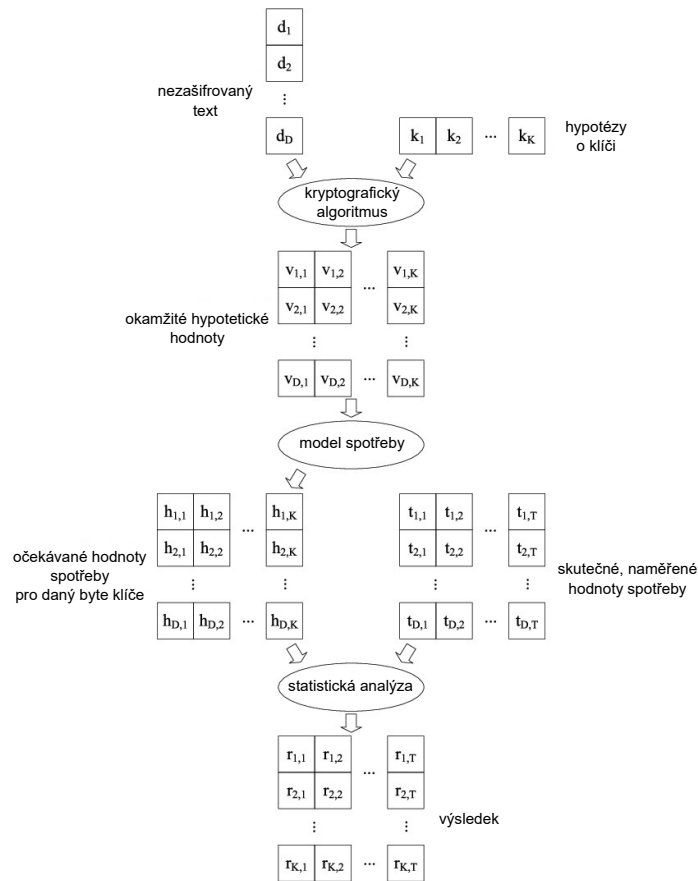 d1
d2
nezašifrovaný
text
⋮
dD
k1 k2 ... kK
hypotézy
o klíči
kryptografický
algoritmus
v1,1 v1,2 ... v1,K
v2,1 v2,2 v2,K
okamžité hypotetické
hodnoty
⋮ ⋮
vD,1 vD,2 ... vD,K
model spotřeby
h1,1 h1,2 ... h1,K
h2,1 h2,2 h2,K
očekávané hodnoty
spotřeby
pro daný byte klíče
⋮ ⋮
hD,1 hD,2 ... hD,K
t1,1 t1,2 ... t1,T
t2,1 t2,2 t2,T
skutečné, naměřené
hodnoty spotřeby
⋮ ⋮
tD,1 tD,2 ... tD,T
statistická analýza
r1,1 r1,2 ... r1,T
r2,1 r2,2 r2,T
výsledek
⋮ ⋮
rK,1 rK,2 ... rK,T